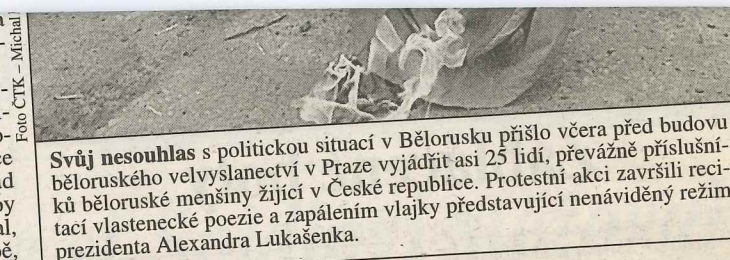 Foto ČTK – Michal
Svůj nesouhlas s politickou situací v Bělorusku přišlo včera před budovu
běloruského velvyslanectví v Praze vyjádřit asi 25 lidí, převážně příslušní-
ků běloruské menšiny žijící v České republice. Protestní akci završili reci-
tací vlastenecké poezie a zapálením vlajky představující nenáviděný režim
prezidenta Alexandra Lukašenka.